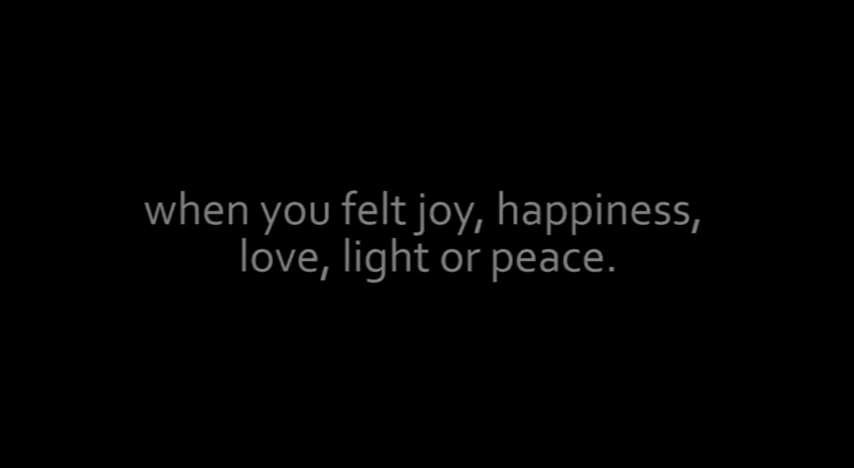 when you felt joy, happiness,
love, light or peace.